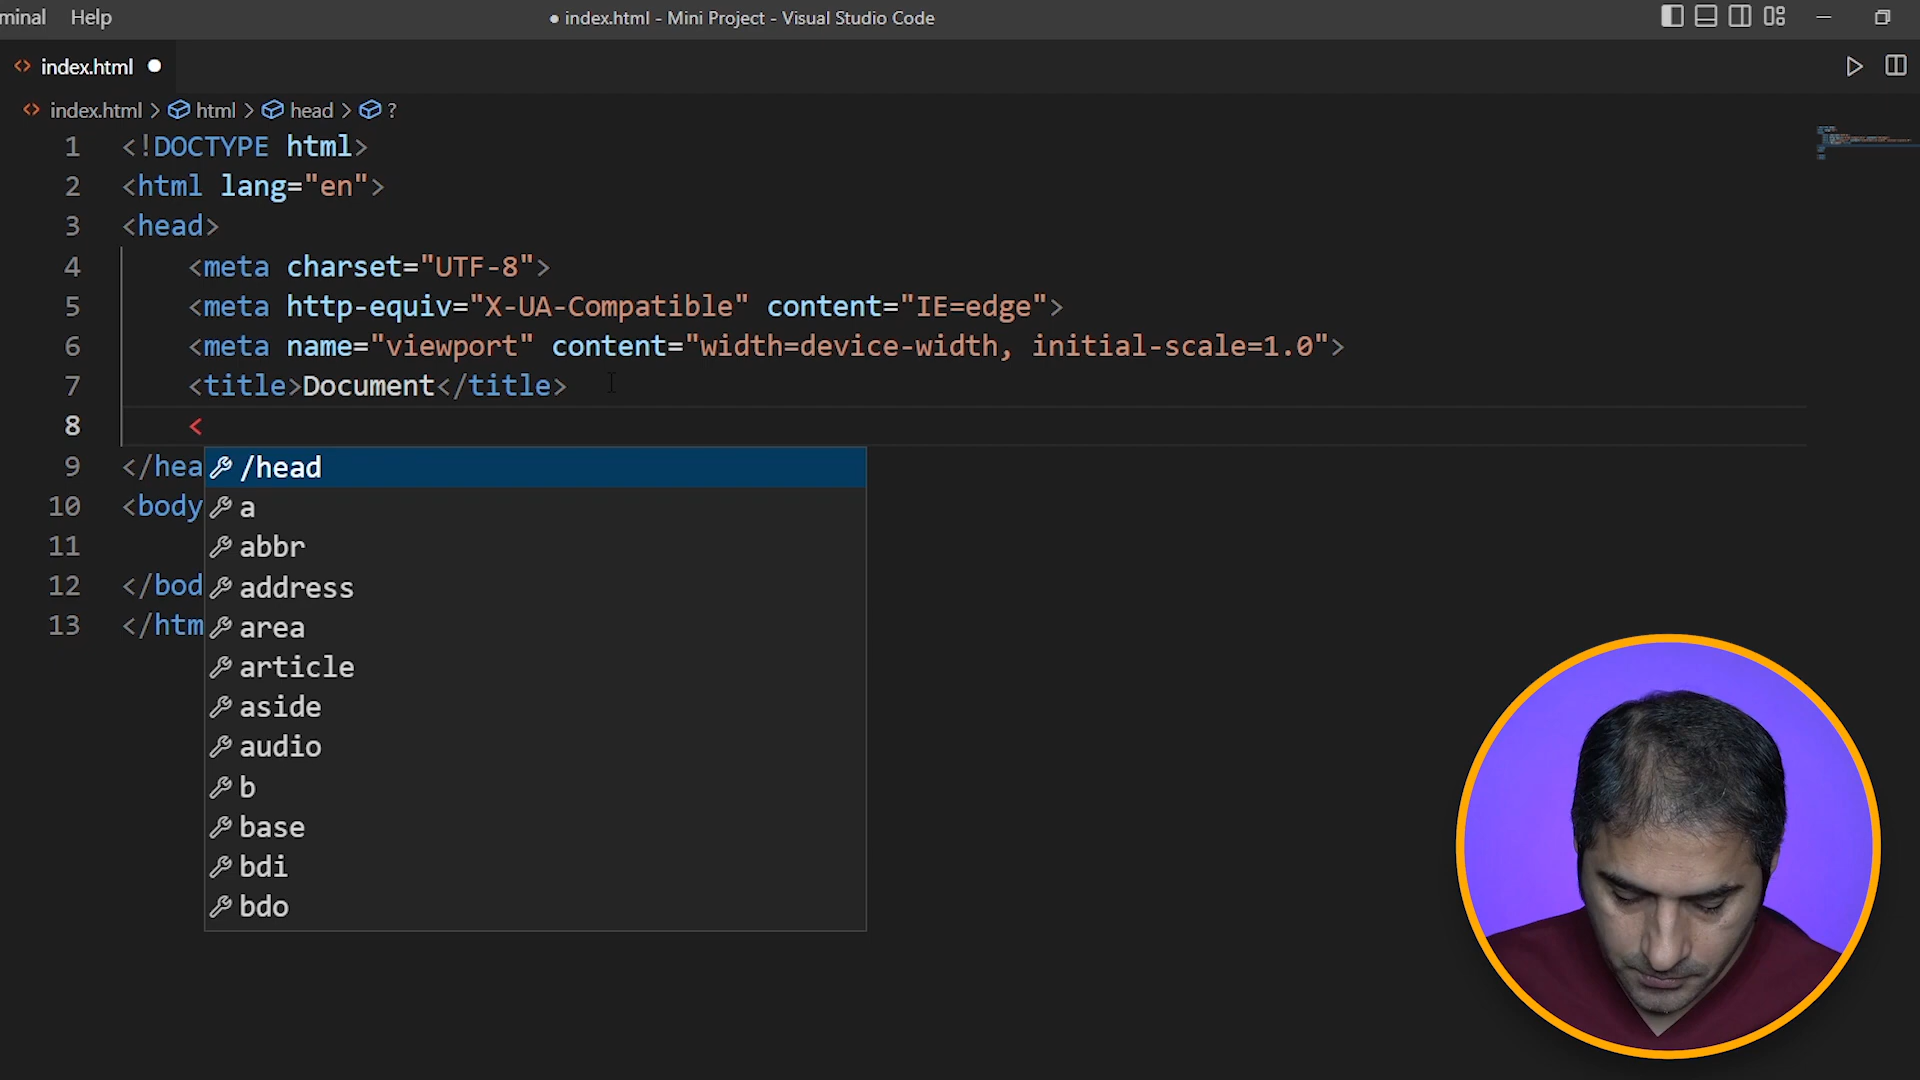 minal Help
● index.html - Mini Project - Visual Studio Code
<> index.html ●
<> index.html > html > head > ?
1 <!DOCTYPE html>
2 <html lang="en">
3 <head>
4 <meta charset="UTF-8">
5 <meta http-equiv="X-UA-Compatible" content="IE=edge">
6 <meta name="viewport" content="width=device-width, initial-scale=1.0">
7 <title>Document</title>
8 <
9 </hea
/head
10 <body
a
11
abbr
12 </bod
address
13 </htm
area
article
aside
audio
b
base
bdi
bdo